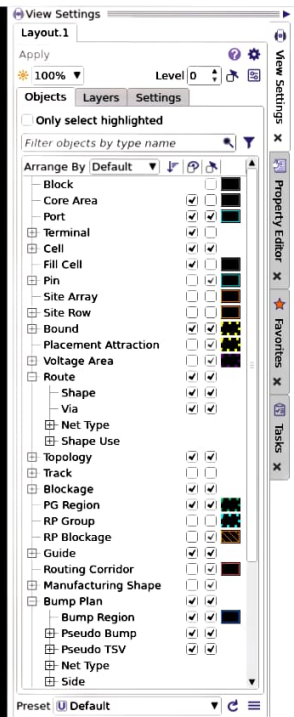 View Settings
Layout.1
Apply
100%
Level 0
Objects Layers Settings
Only select highlighted
Filter objects by type name
Arrange By Default
Block
Core Area
Port
Terminal
Cell
Fill Cell
Pin
Site Array
Site Row
Bound
Placement Attraction
Voltage Area
Route
Shape
Via
Net Type
Shape Use
Topology
Track
Blockage
PG Region
RP Group
RP Blockage
Guide
Routing Corridor
Manufacturing Shape
Bump Plan
Bump Region
Pseudo Bump
Pseudo TSV
Net Type
Side
Preset U Default
View Settings
Property Editor
Favorites
Tasks